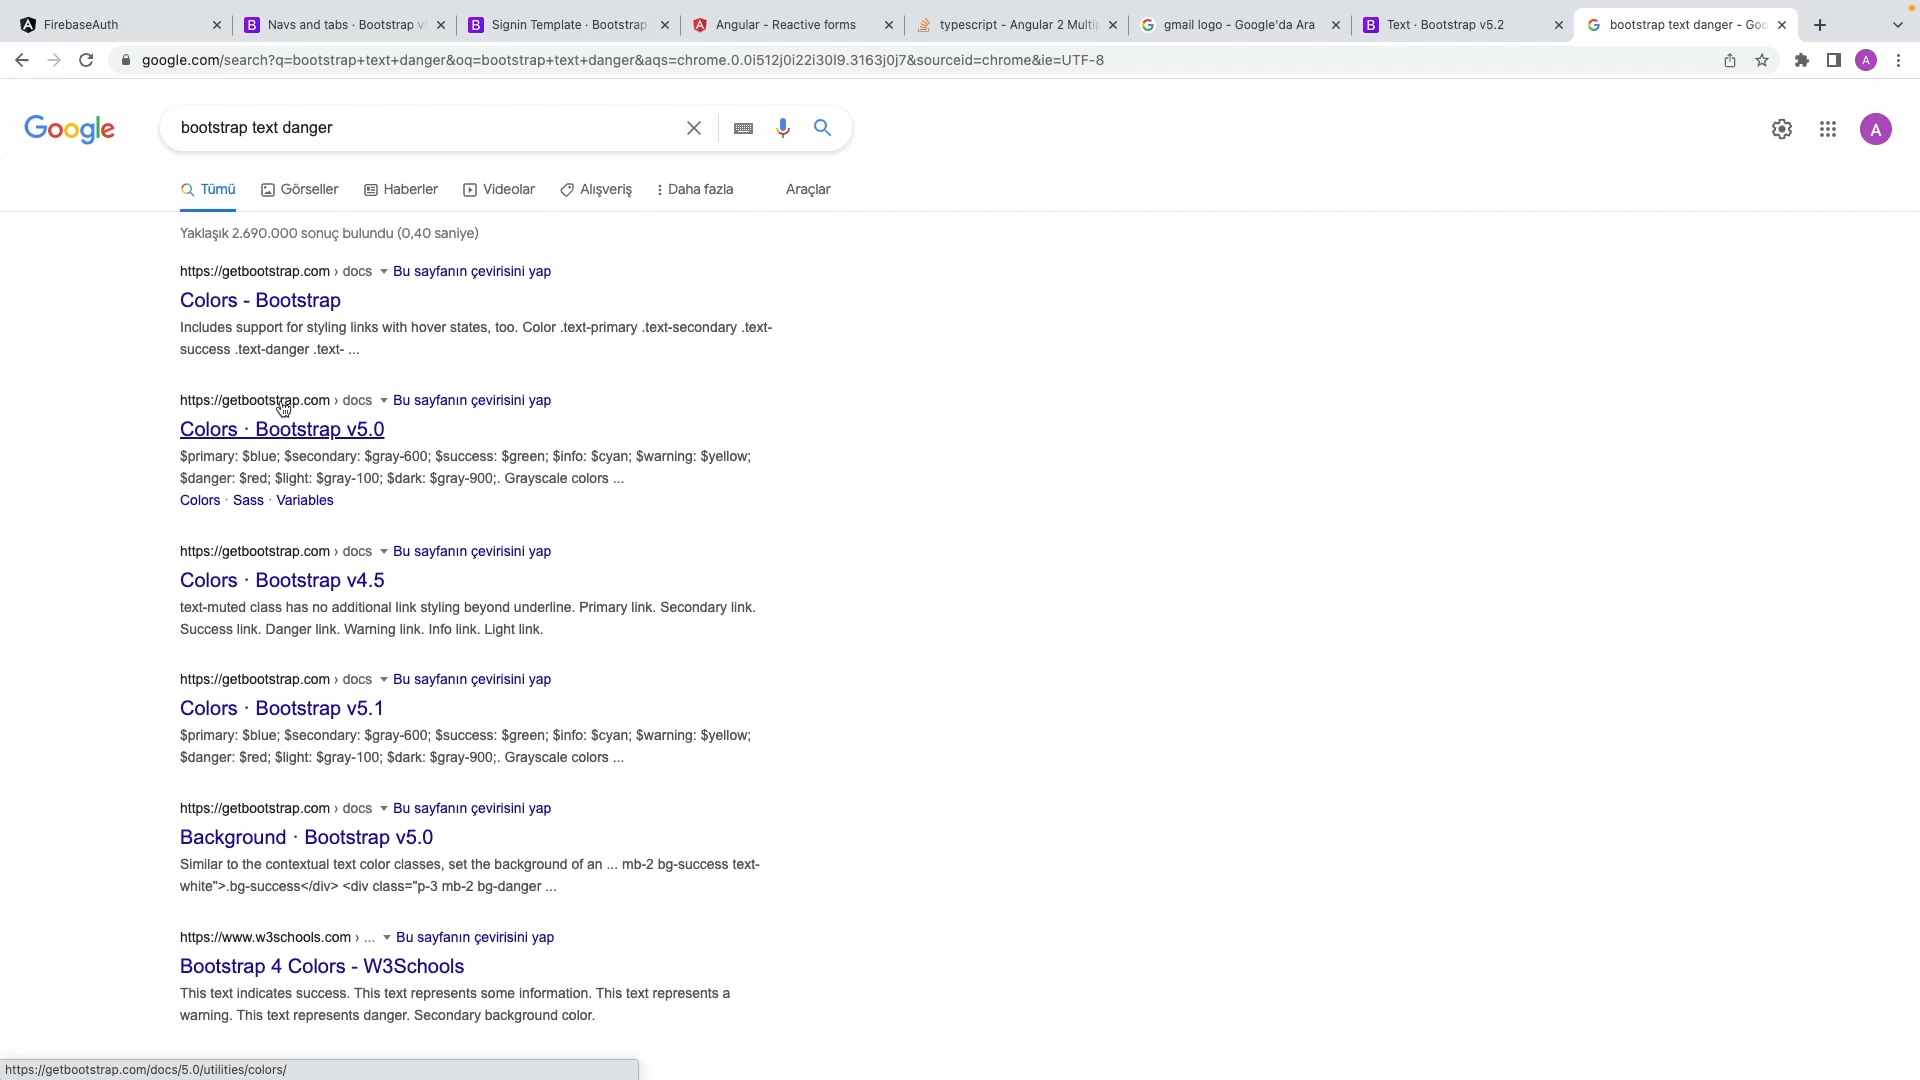 FirebaseAuth
Navs and tabs · Bootstrap v
Signin Template · Bootstrap
Angular - Reactive forms
typescript - Angular 2 Multip
gmail logo - Google'da Ara
Text · Bootstrap v5.2
bootstrap text danger - Goo
google.com/search?q=bootstrap+text+danger&oq=bootstrap+text+danger&aqs=chrome.0.0i512j0i22i30l9.3163j0j7&sourceid=chrome&ie=UTF-8
A
Google
bootstrap text danger
A
Tümü
Görseller
Haberler
Videolar
Alışveriş
Daha fazla
Araçlar
Yaklaşık 2.690.000 sonuç bulundu (0,40 saniye)
https://getbootstrap.com › docs Bu sayfanın çevirisini yap
Colors - Bootstrap
Includes support for styling links with hover states, too. Color .text-primary .text-secondary .text-
success .text-danger .text- ...
https://getbootstrap.com › docs Bu sayfanın çevirisini yap
Colors · Bootstrap v5.0
$primary: $blue; $secondary: $gray-600; $success: $green; $info: $cyan; $warning: $yellow;
$danger: $red; $light: $gray-100; $dark: $gray-900;. Grayscale colors ...
Colors · Sass · Variables
https://getbootstrap.com › docs Bu sayfanın çevirisini yap
Colors · Bootstrap v4.5
text-muted class has no additional link styling beyond underline. Primary link. Secondary link.
Success link. Danger link. Warning link. Info link. Light link.
https://getbootstrap.com › docs Bu sayfanın çevirisini yap
Colors · Bootstrap v5.1
$primary: $blue; $secondary: $gray-600; $success: $green; $info: $cyan; $warning: $yellow;
$danger: $red; $light: $gray-100; $dark: $gray-900;. Grayscale colors ...
https://getbootstrap.com › docs Bu sayfanın çevirisini yap
Background · Bootstrap v5.0
Similar to the contextual text color classes, set the background of an ... mb-2 bg-success text-
white">.bg-success</div> <div class="p-3 mb-2 bg-danger ...
https://www.w3schools.com › ... Bu sayfanın çevirisini yap
Bootstrap 4 Colors - W3Schools
This text indicates success. This text represents some information. This text represents a
warning. This text represents danger. Secondary background color.
https://getbootstrap.com/docs/5.0/utilities/colors/